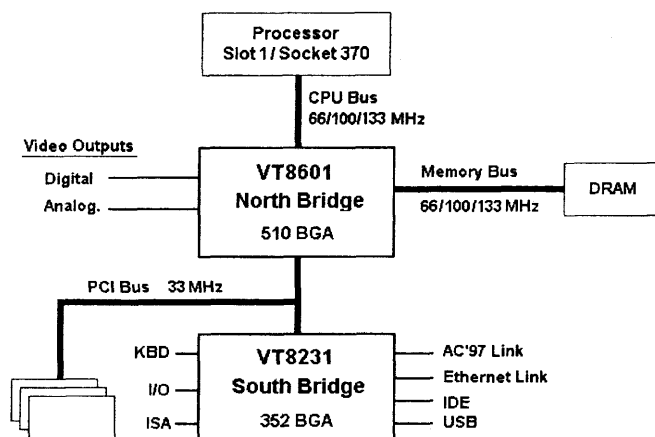 Processor
Slot 1 / Socket 370
CPU Bus
66/100/133 MHz
Video Outputs
Digital
Analog.
VT8601
North Bridge
510 BGA
Memory Bus
66/100/133 MHz
DRAM
PCI Bus 33 MHz
KBD
I/O
ISA
VT8231
South Bridge
352 BGA
AC'97 Link
Ethernet Link
IDE
USB